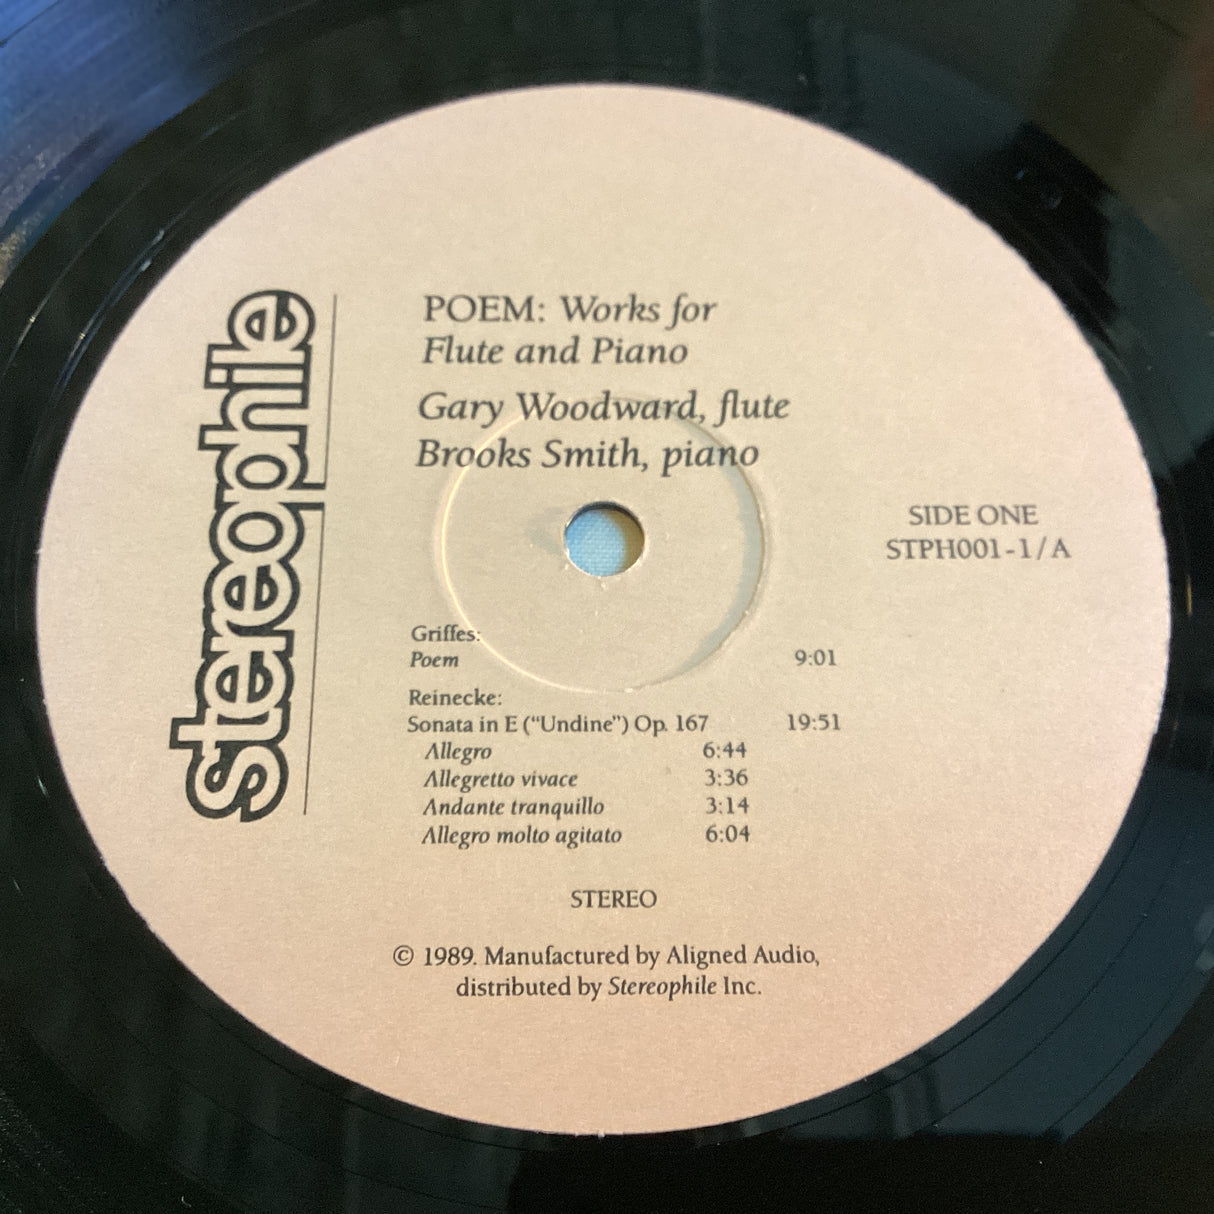 stereophile
POEM: Works for
Flute and Piano
Gary Woodward, flute
Brooks Smith, piano
SIDE ONE
STPH001-1/A
Griffes:
Poem 9:01
Reinecke:
Sonata in E (“Undine”) Op. 167 19:51
Allegro 6:44
Allegretto vivace 3:36
Andante tranquillo 3:14
Allegro molto agitato 6:04
STEREO
© 1989. Manufactured by Aligned Audio,
distributed by Stereophile Inc.